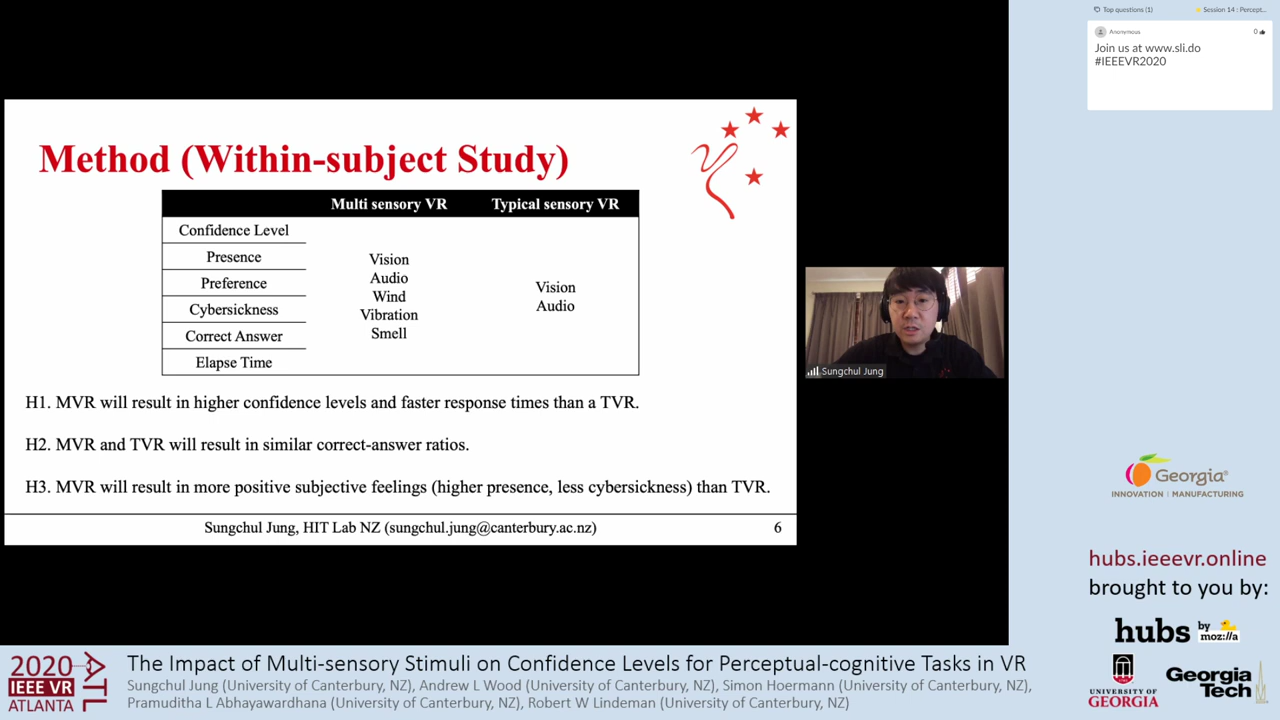 Top questions (1)
Session 14 : Percept...
Anonymous
0
Join us at www.sli.do
#IEEEVR2020
Method (Within-subject Study)
Multi sensory VR
Typical sensory VR
Confidence Level
Presence
Preference
Cybersickness
Correct Answer
Elapse Time
Vision
Audio
Wind
Vibration
Smell
Vision
Audio
H1. MVR will result in higher confidence levels and faster response times than a TVR.
H2. MVR and TVR will result in similar correct-answer ratios.
H3. MVR will result in more positive subjective feelings (higher presence, less cybersickness) than TVR.
Sungchul Jung, HIT Lab NZ (sungchul.jung@canterbury.ac.nz)
6
Sungchul Jung
Georgia®
INNOVATION | MANUFACTURING
hubs.ieeevr.online
brought to you by:
hubs by moz://a
UNIVERSITY OF
GEORGIA
Georgia
Tech
2020
IEEE VR
ATLANTA
ATL
The Impact of Multi-sensory Stimuli on Confidence Levels for Perceptual-cognitive Tasks in VR
Sungchul Jung (University of Canterbury, NZ), Andrew L Wood (University of Canterbury, NZ), Simon Hoermann (University of Canterbury, NZ),
Pramuditha L Abhayawardhana (University of Canterbury, NZ), Robert W Lindeman (University of Canterbury, NZ)